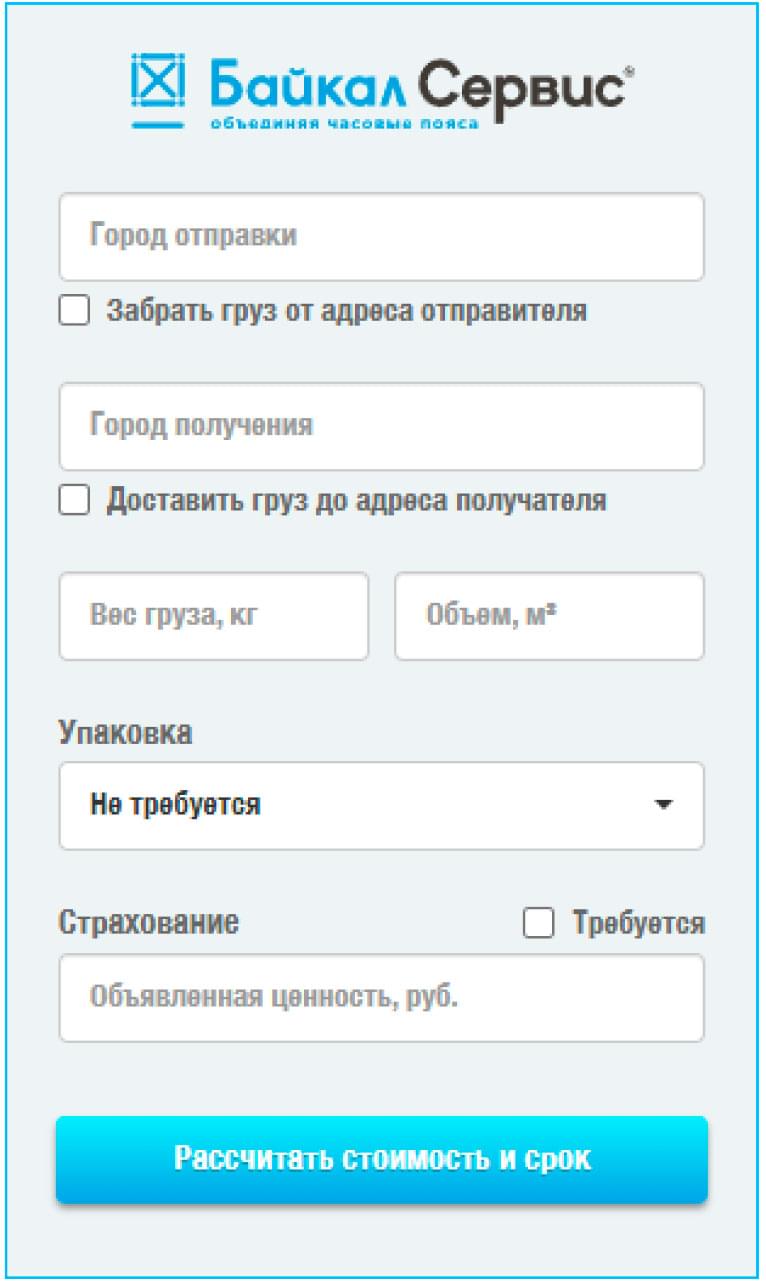 Байкал Сервис®
объединяя часовые пояса
Город отправки
Забрать груз от адреса отправителя
Город получения
Доставить груз до адреса получателя
Вес груза, кг
Объем, м³
Упаковка
Не требуется
Страхование
Требуется
Объявленная ценность, руб.
Рассчитать стоимость и срок